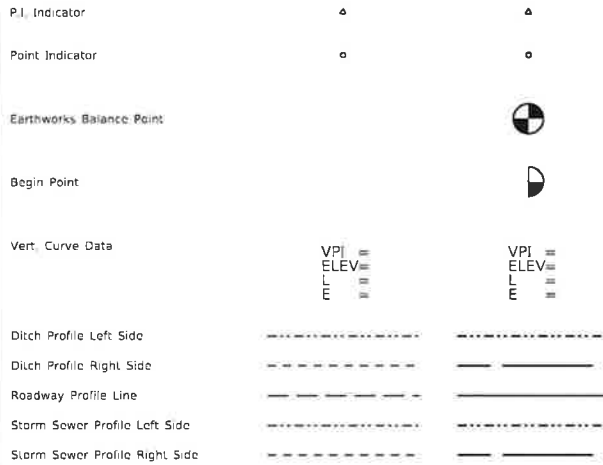 P.I. Indicator
Point Indicator
Earthworks Balance Point
Begin Point
Vert. Curve Data
VPI = VPI =
ELEV= ELEV=
L = L =
E = E =
Ditch Profile Left Side
Ditch Profile Right Side
Roadway Profile Line
Storm Sewer Profile Left Side
Storm Sewer Profile Right Side